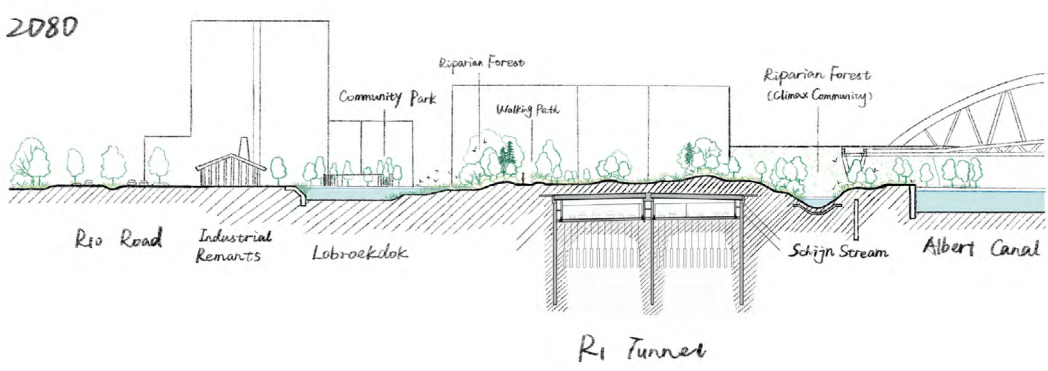 2080
Riparian Forest
Community Park
Walking Path
Riparian Forest
(Climax Community)
R10 Road
Industrial
Remants
Lobroekdok
Schijn Stream
Albert Canal
R1 Tunnel